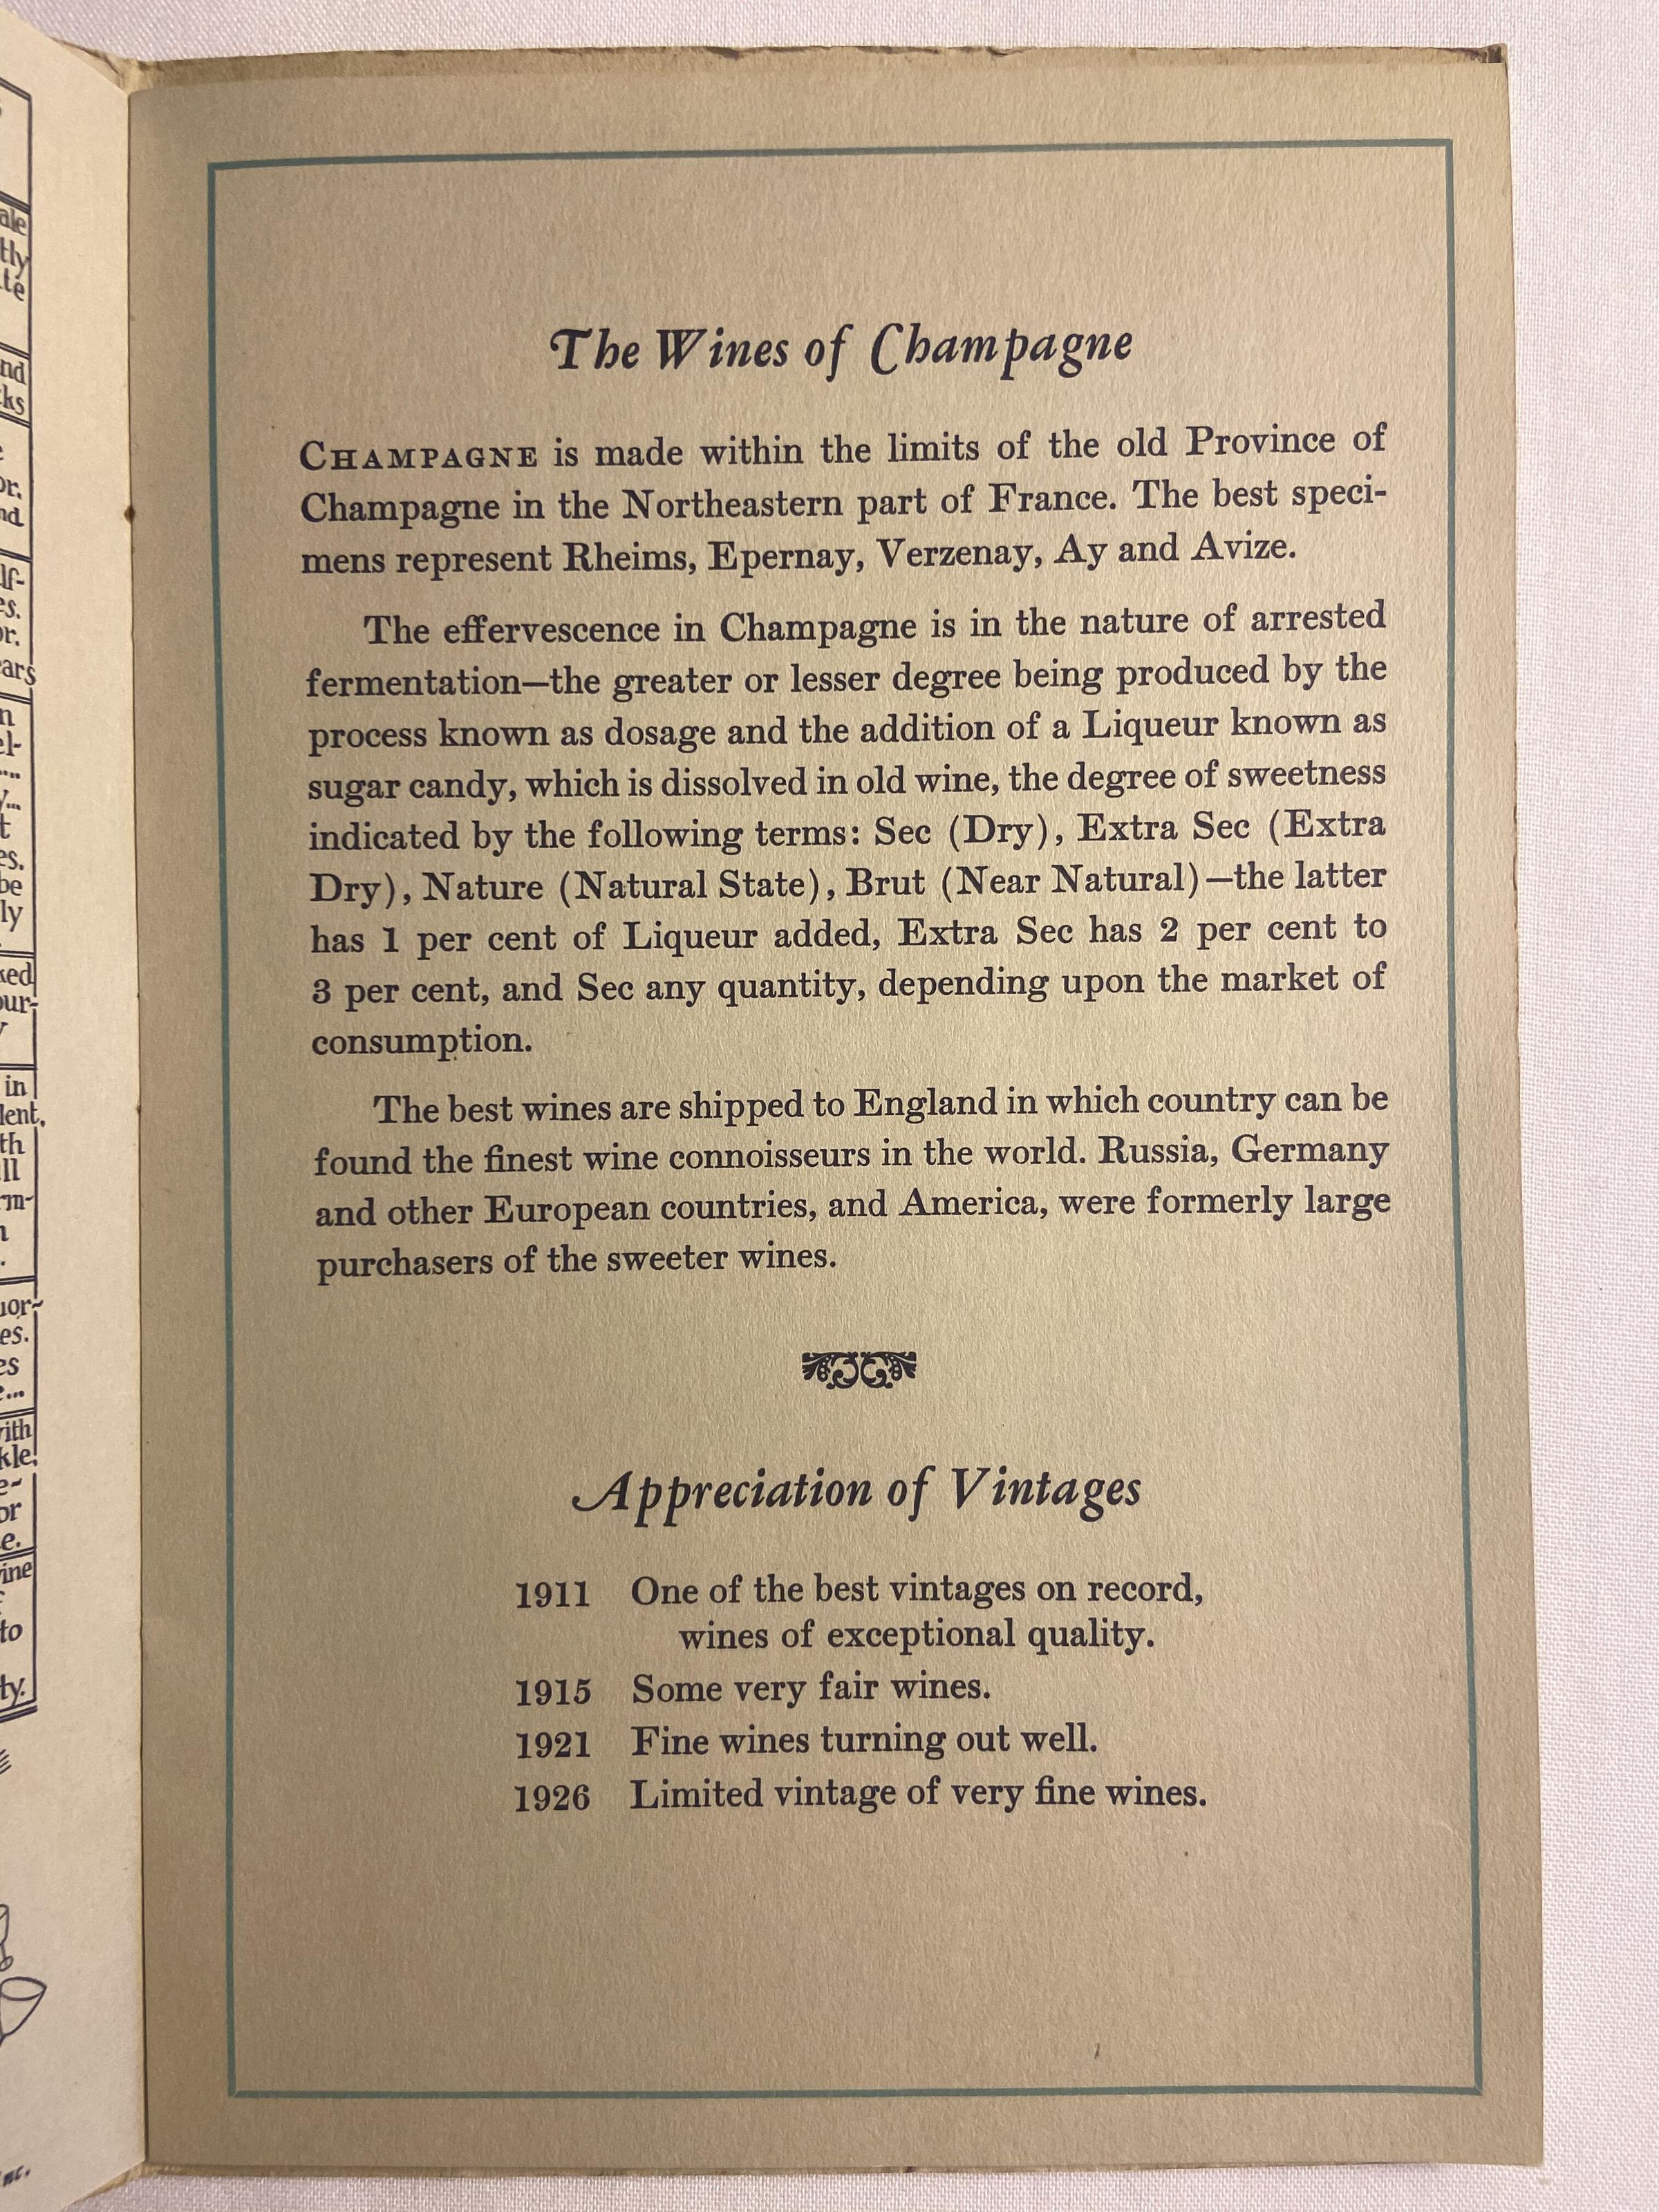 The Wines of Champagne
CHAMPAGNE is made within the limits of the old Province of
Champagne in the Northeastern part of France. The best speci-
mens represent Rheims, Epernay, Verzenay, Ay and Avize.
The effervescence in Champagne is in the nature of arrested
fermentation—the greater or lesser degree being produced by the
process known as dosage and the addition of a Liqueur known as
sugar candy, which is dissolved in old wine, the degree of sweetness
indicated by the following terms: Sec (Dry), Extra Sec (Extra
Dry), Nature (Natural State), Brut (Near Natural)—the latter
has 1 per cent of Liqueur added, Extra Sec has 2 per cent to
3 per cent, and Sec any quantity, depending upon the market of
consumption.
The best wines are shipped to England in which country can be
found the finest wine connoisseurs in the world. Russia, Germany
and other European countries, and America, were formerly large
purchasers of the sweeter wines.
Appreciation of Vintages
1911 One of the best vintages on record,
wines of exceptional quality.
1915 Some very fair wines.
1921 Fine wines turning out well.
1926 Limited vintage of very fine wines.